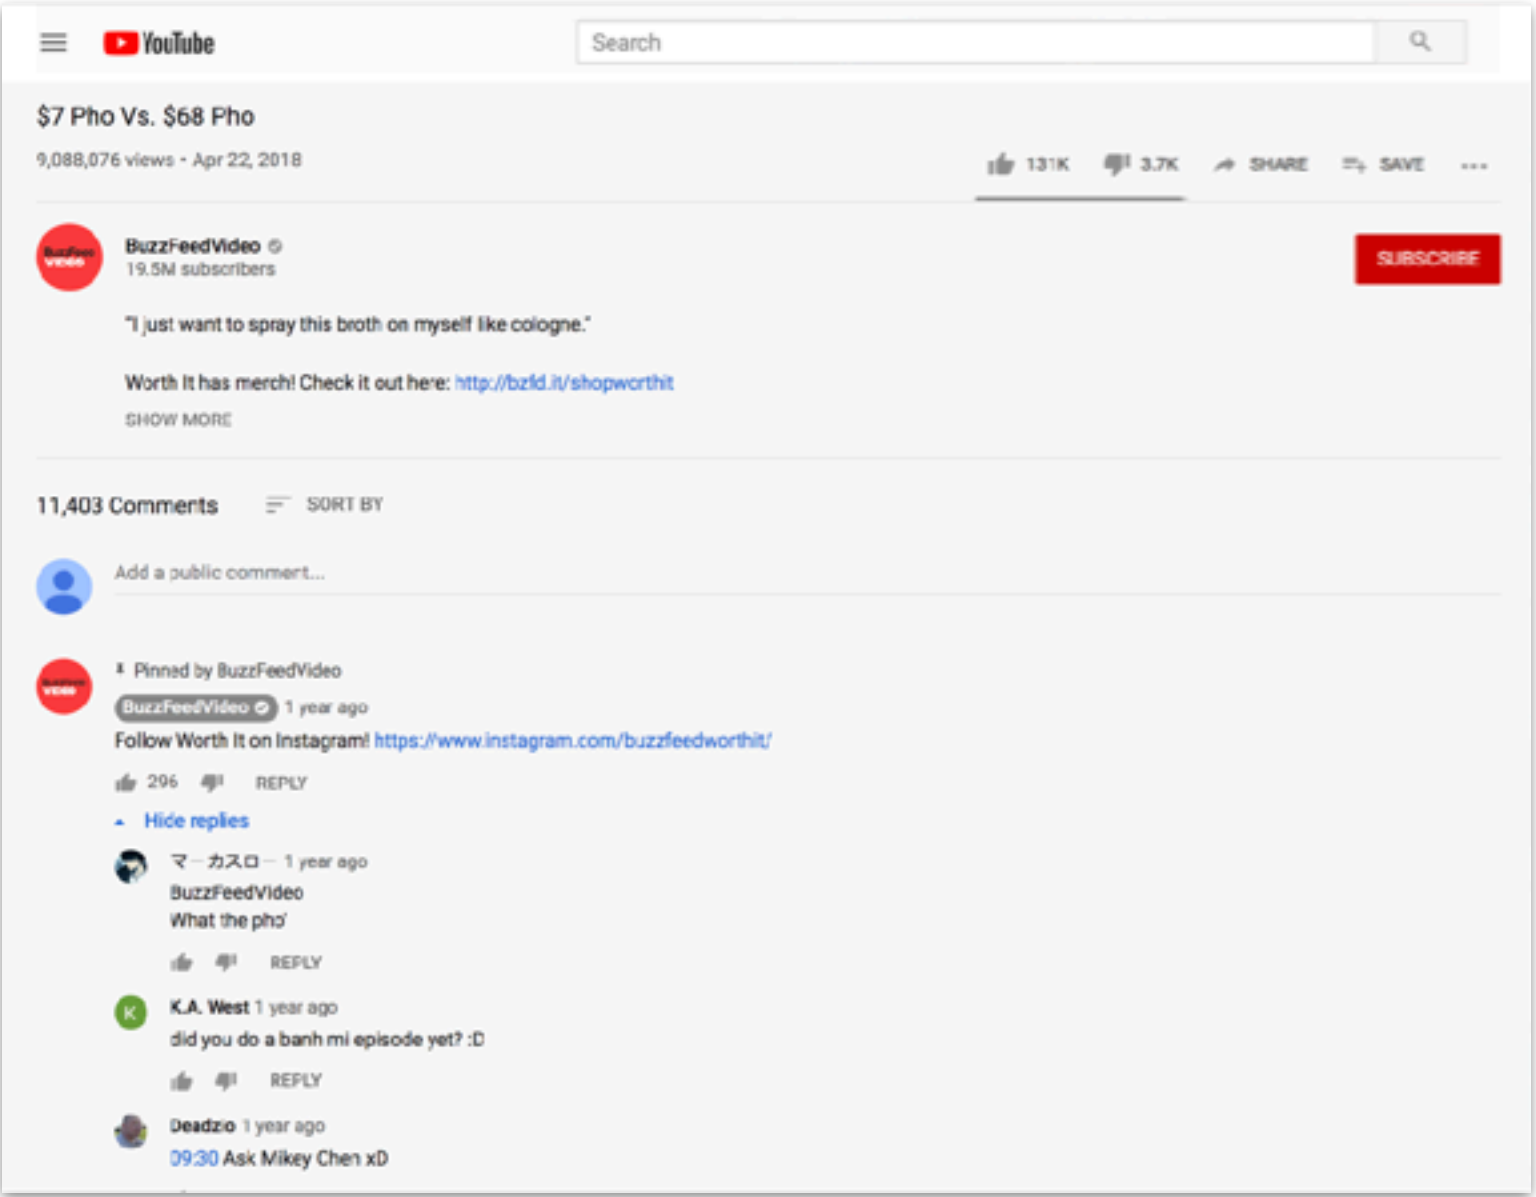 YouTube
Search
$7 Pho Vs. $68 Pho
9,088,076 views • Apr 22, 2018
131K 3.7K SHARE SAVE
BuzzFeed VIDEO
BuzzFeedVideo
19.5M subscribers
SUBSCRIBE
"I just want to spray this broth on myself like cologne."
Worth It has merch! Check it out here: http://bzfd.it/shopworthit
SHOW MORE
11,403 Comments SORT BY
Add a public comment...
Pinned by BuzzFeedVideo
BuzzFeedVideo 1 year ago
Follow Worth It on Instagram! https://www.instagram.com/buzzfeedworthit/
296 REPLY
Hide replies
マーカスロー 1 year ago
BuzzFeedVideo
What the pho'
REPLY
K
K.A. West 1 year ago
did you do a banh mi episode yet? :D
REPLY
Deadzio 1 year ago
09:30 Ask Mikey Chen xD